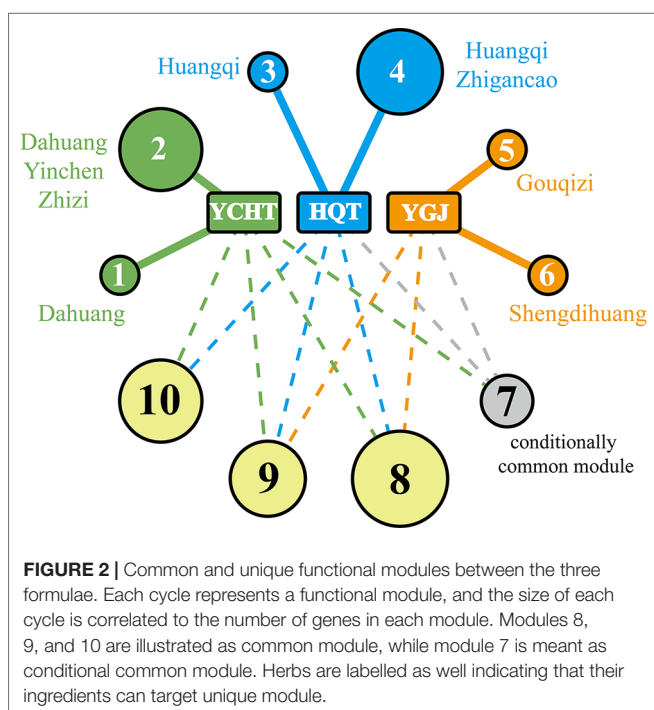 Huangqi
3
4
Huangqi
Zhigancao
Dahuang
Yinchen
Zhizi
2
5
Gouqizi
YCHT
HQT
YGJ
1
Dahuang
6
Shengdihuang
10
9
8
7
conditionally
common module
FIGURE 2 | Common and unique functional modules between the three
formulae. Each cycle represents a functional module, and the size of each
cycle is correlated to the number of genes in each module. Modules 8,
9, and 10 are illustrated as common module, while module 7 is meant as
conditional common module. Herbs are labelled as well indicating that their
ingredients can target unique module.